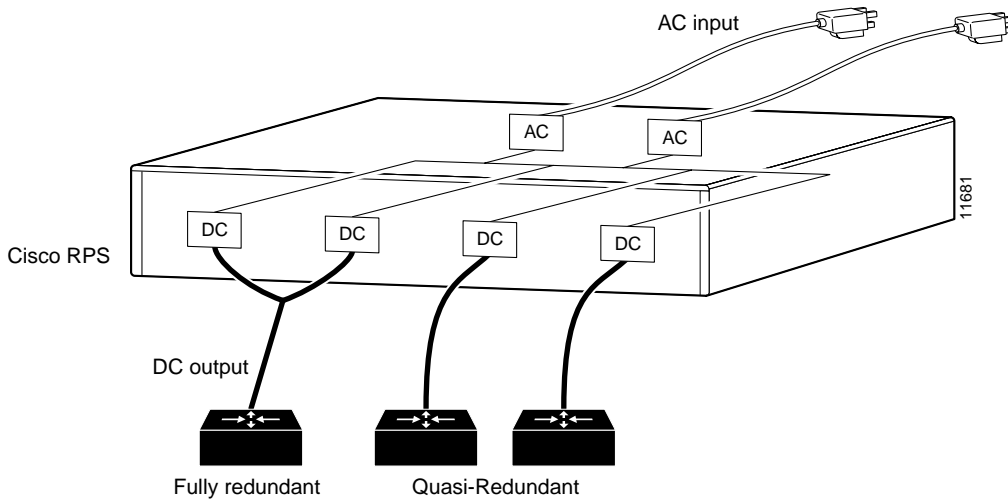 AC input
AC
AC
11681
DC
DC
DC
DC
Cisco RPS
DC output
Fully redundant
Quasi-Redundant